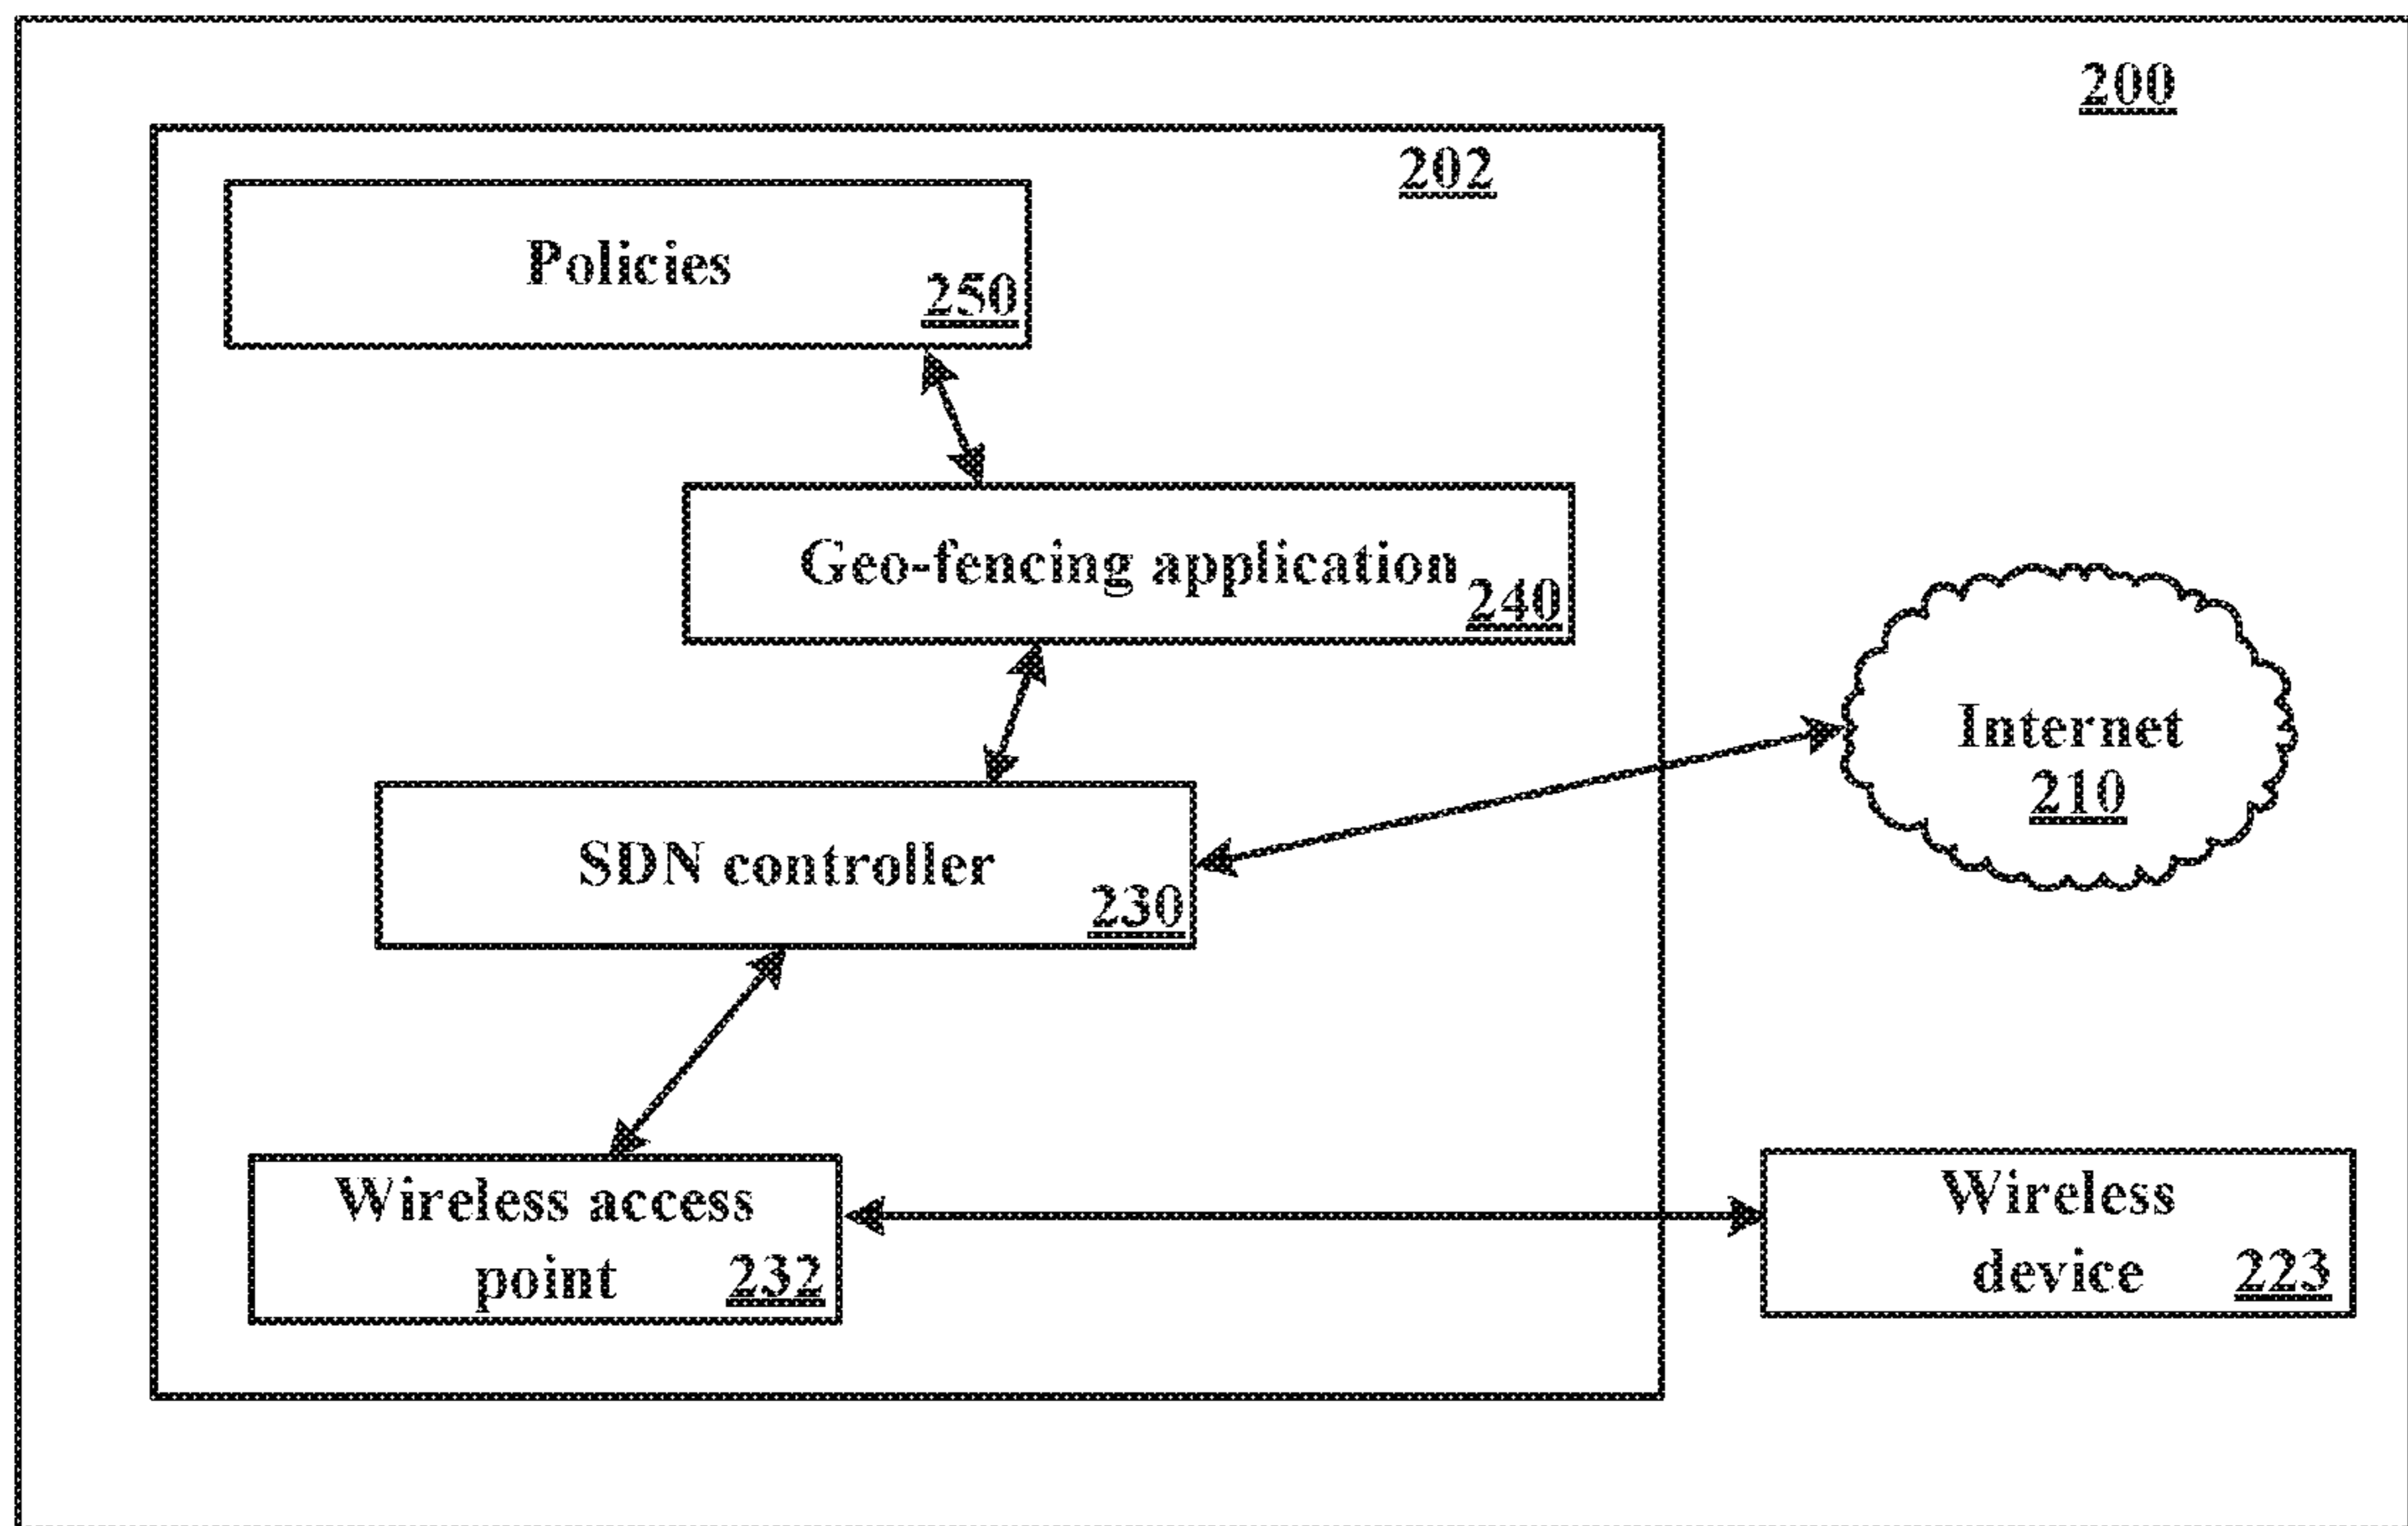 200
202
Policies
250
Geo-fencing application
240
Internet
210
SDN controller
230
Wireless access
point 232
Wireless
device 223